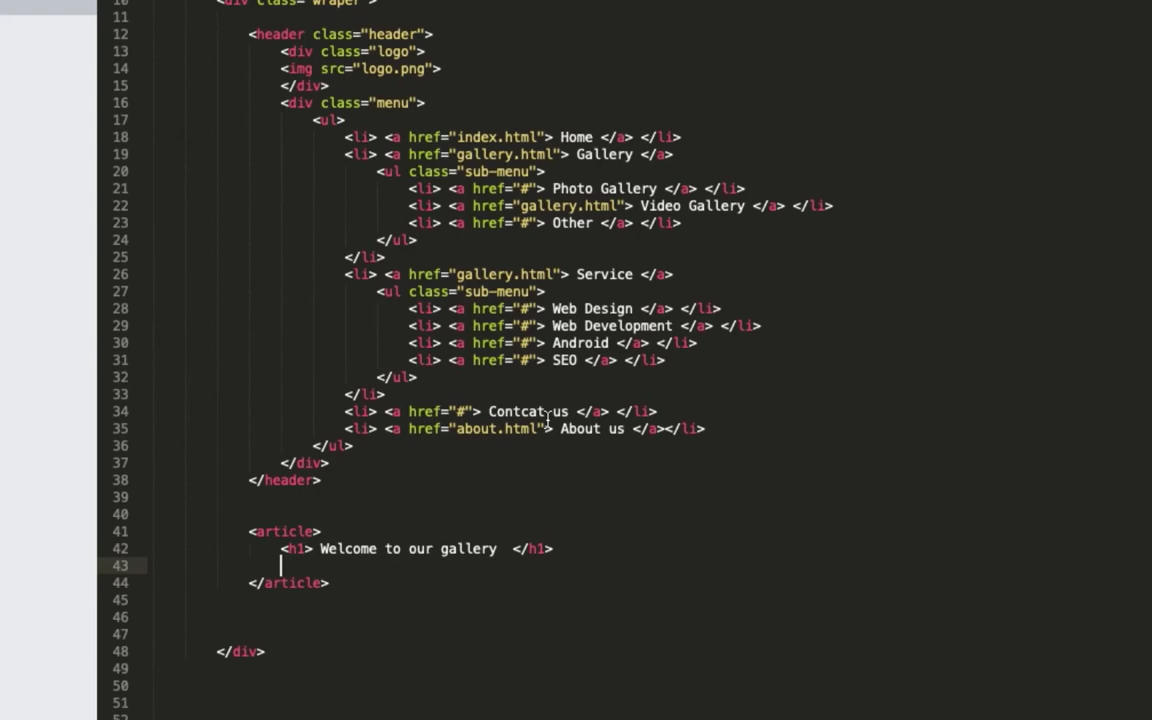 10 <div class="wraper">
11
12 <header class="header">
13 <div class="logo">
14 <img src="logo.png">
15 </div>
16 <div class="menu">
17 <ul>
18 <li> <a href="index.html"> Home </a> </li>
19 <li> <a href="gallery.html"> Gallery </a>
20 <ul class="sub-menu">
21 <li> <a href="#"> Photo Gallery </a> </li>
22 <li> <a href="gallery.html"> Video Gallery </a> </li>
23 <li> <a href="#"> Other </a> </li>
24 </ul>
25 </li>
26 <li> <a href="gallery.html"> Service </a>
27 <ul class="sub-menu">
28 <li> <a href="#"> Web Design </a> </li>
29 <li> <a href="#"> Web Development </a> </li>
30 <li> <a href="#"> Android </a> </li>
31 <li> <a href="#"> SEO </a> </li>
32 </ul>
33 </li>
34 <li> <a href="#"> Contcat us </a> </li>
35 <li> <a href="about.html"> About us </a></li>
36 </ul>
37 </div>
38 </header>
39
40
41 <article>
42 <h1> Welcome to our gallery  </h1>
43
44 </article>
45
46
47
48 </div>
49
50
51
52